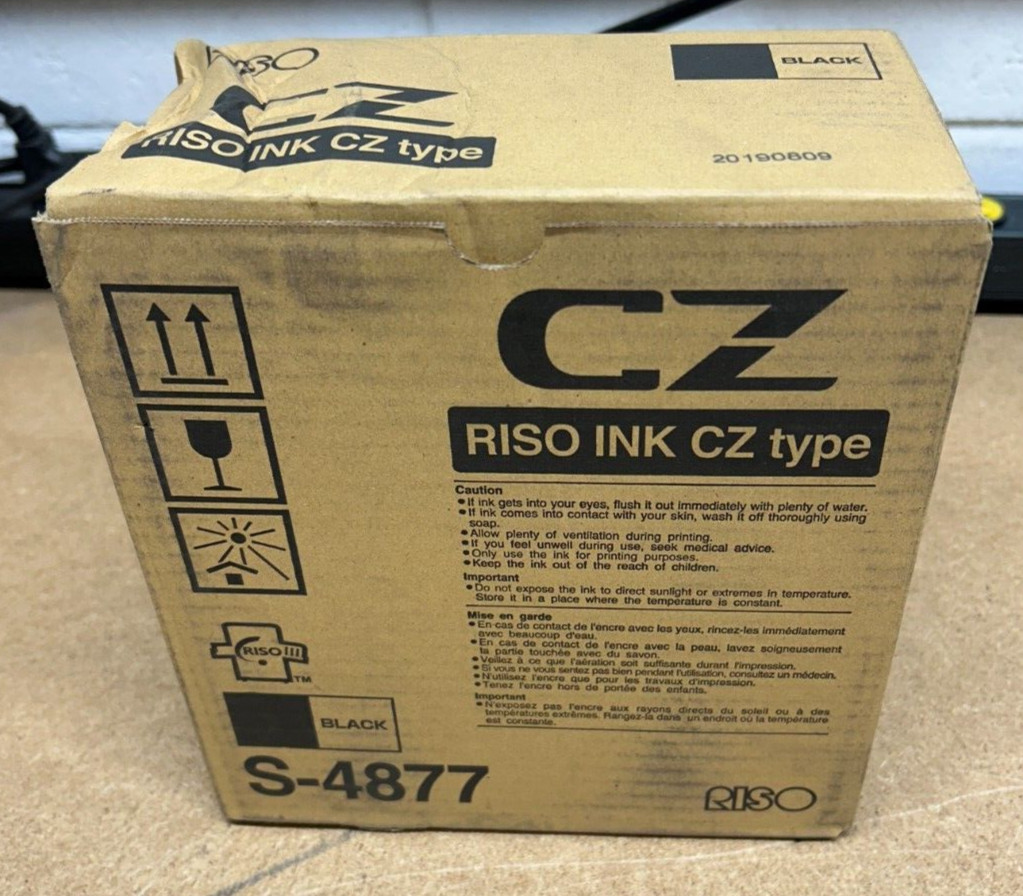 RISO
CZ
RISO INK CZ type
BLACK
20190809
CZ
RISO INK CZ type
Caution
•If ink gets into your eyes, flush it out immediately with plenty of water.
•If ink comes into contact with your skin, wash it off thoroughly using
soap.
•Allow plenty of ventilation during printing.
•If you feel unwell during use, seek medical advice.
•Only use the ink for printing purposes.
•Keep the ink out of the reach of children.
Important
•Do not expose the ink to direct sunlight or extremes in temperature.
Store it in a place where the temperature is constant.
Mise en garde
•En cas de contact de l'encre avec les yeux, rincez-les immédiatement
avec beaucoup d'eau.
•En cas de contact de l'encre avec la peau, lavez soigneusement
la partie touchée avec du savon.
•Veillez à ce que l'aération soit suffisante durant l'impression.
•Si vous ne vous sentez pas bien pendant l'utilisation, consultez un médecin.
•N'utilisez l'encre que pour les travaux d'impression.
•Tenez l'encre hors de portée des enfants.
Important
•N'exposez pas l'encre aux rayons directs du soleil ou à des
températures extrêmes. Rangez-la dans un endroit où la température
est constante.
RISO III
TM
BLACK
S-4877
RISO